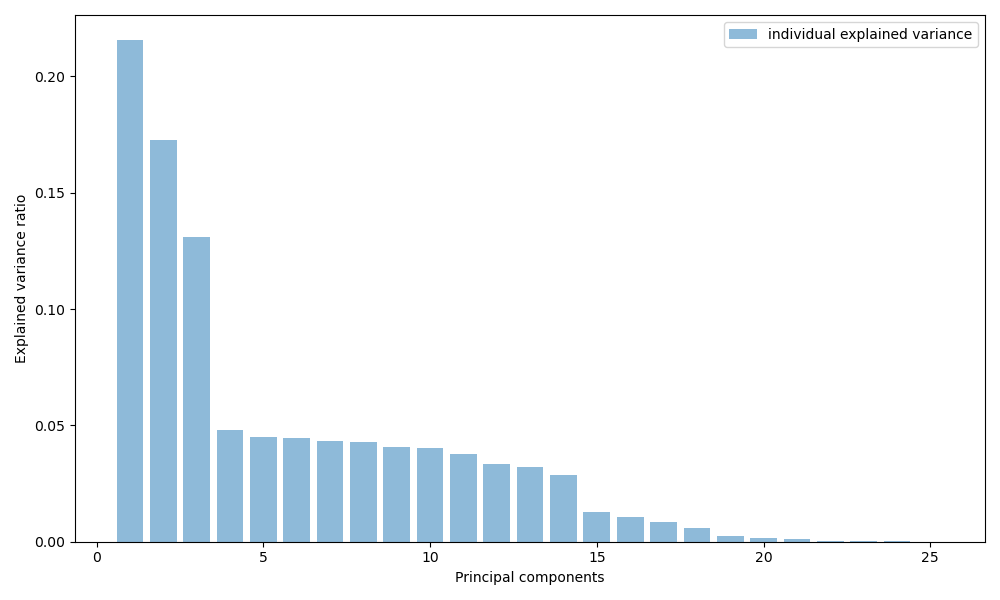 individual explained variance
0.20
0.15
0.10
0.05
0.00
Explained variance ratio
0 5 10 15 20 25
Principal components